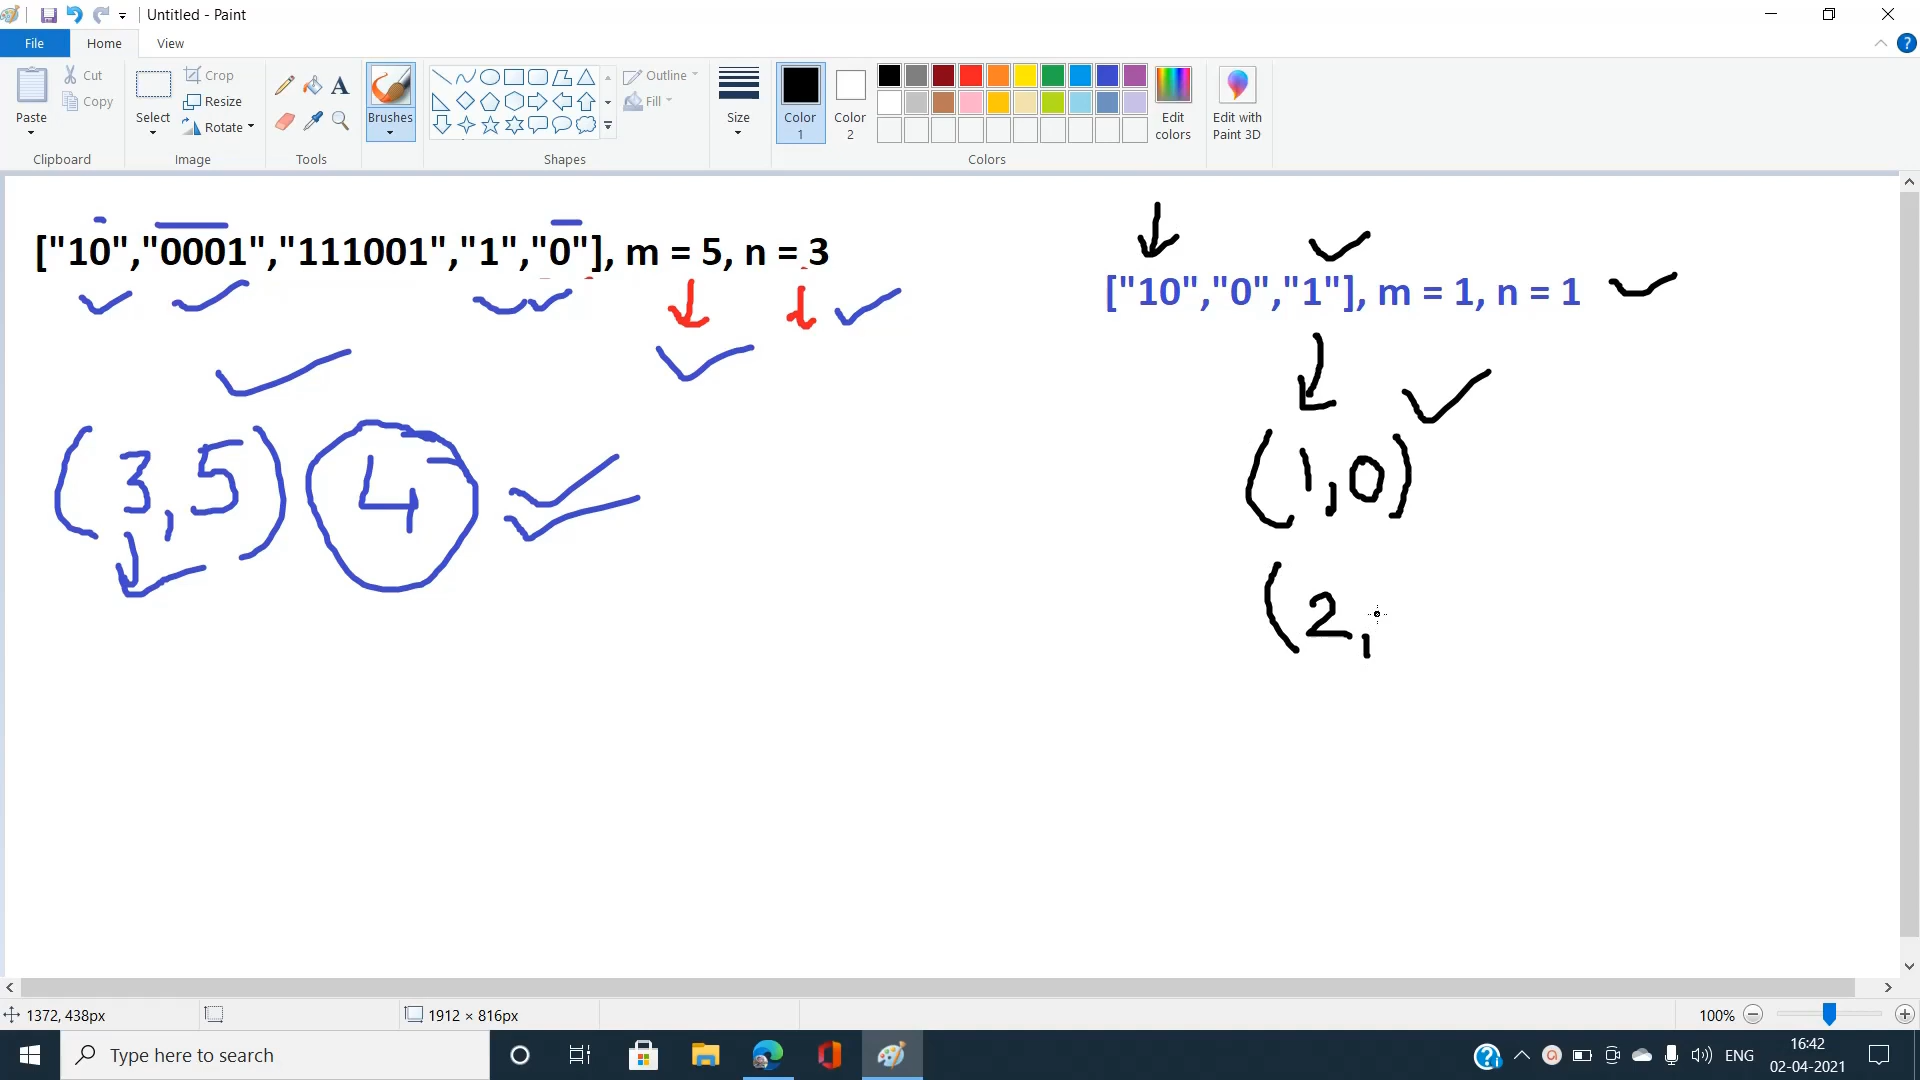 Untitled - Paint
File Home View
Paste
Cut
Copy
Clipboard
Select
Crop
Resize
Rotate
Image
Tools
Brushes
Shapes
Outline
Fill
Size
Color 1
Color 2
Edit colors
Edit with Paint 3D
Colors
["10","0001","111001","1","0"], m = 5, n = 3
(3,5) 4
["10","0","1"], m = 1, n = 1
(1,0)
(2,
1372, 438px
1912 × 816px
100%
Type here to search
ENG
16:42
02-04-2021